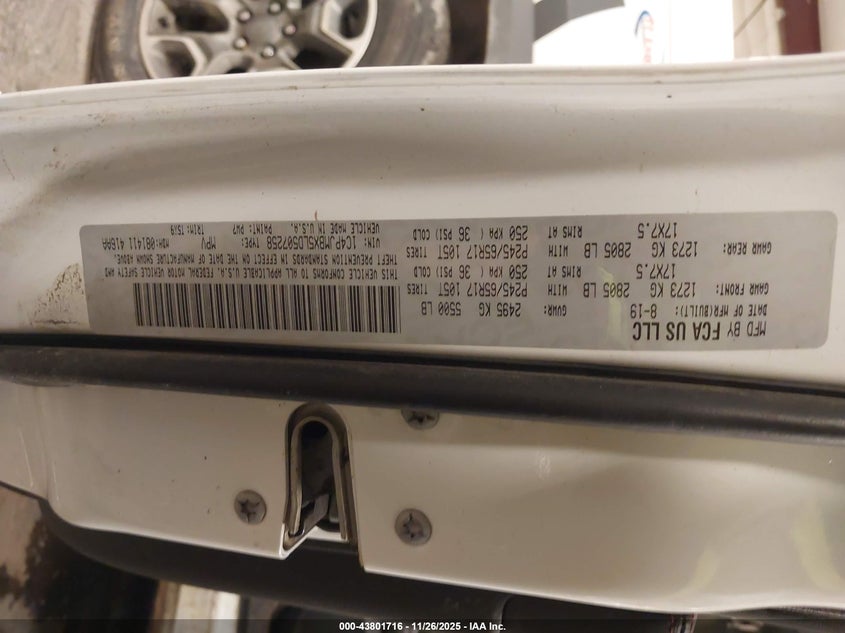 MFD BY FCA US LLC
DATE OF MFR(BUILT): 8-19 GVWR: 2495 KG 5500 LB
GAWR FRONT: 1273 KG 2805 LB WITH P245/65R17 105T TIRES
17X7.5 RIMS AT 250 KPA ( 36 PSI) COLD
GAWR REAR: 1273 KG 2805 LB WITH P245/65R17 105T TIRES
17X7.5 RIMS AT 250 KPA ( 36 PSI) COLD
THIS VEHICLE CONFORMS TO ALL APPLICABLE U.S.A. FEDERAL MOTOR VEHICLE SAFETY AND
THEFT PREVENTION STANDARDS IN EFFECT ON THE DATE OF MANUFACTURE SHOWN ABOVE.
VIN: 1C4PJMBX5LD507258 TYPE: MPV MDH:081411 416AA
VEHICLE MADE IN U.S.A. PAINT: PW7 TRIM: T5J9
000-43801716 - 11/26/2025 - IAA Inc.